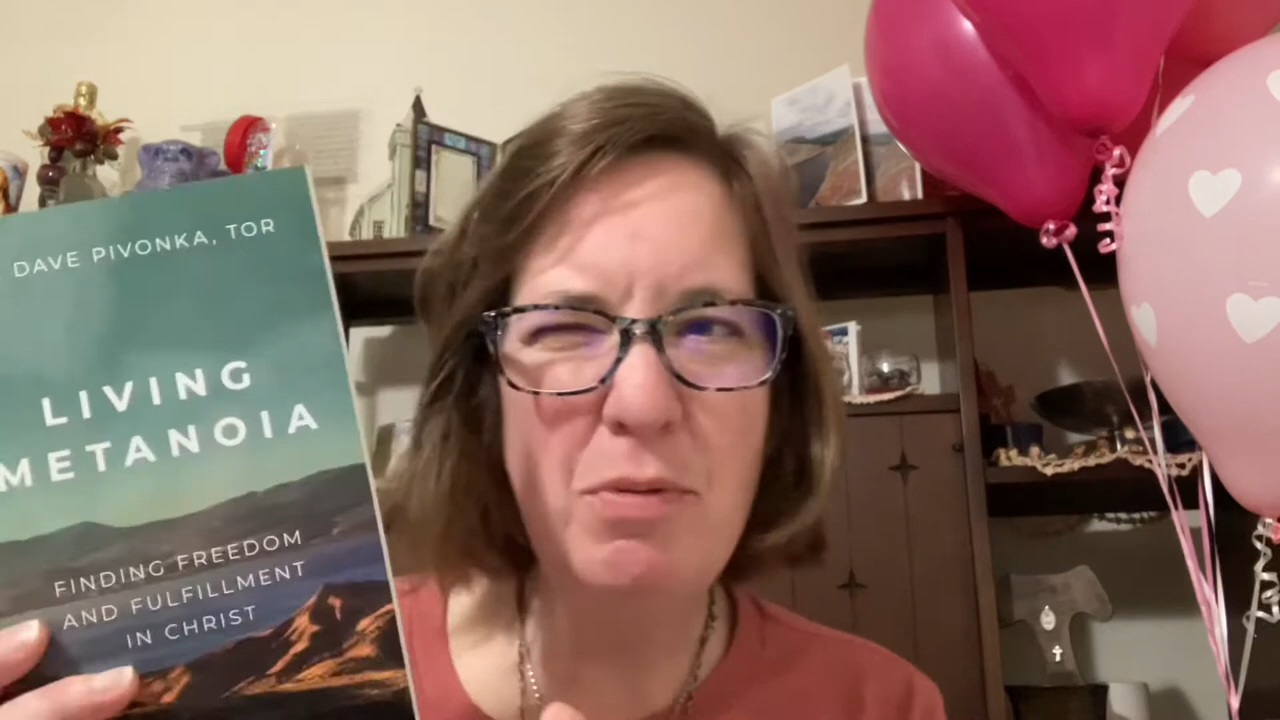 DAVE PIVONKA, TOR
LIVING
METANOIA
FINDING FREEDOM
AND FULFILLMENT
IN CHRIST